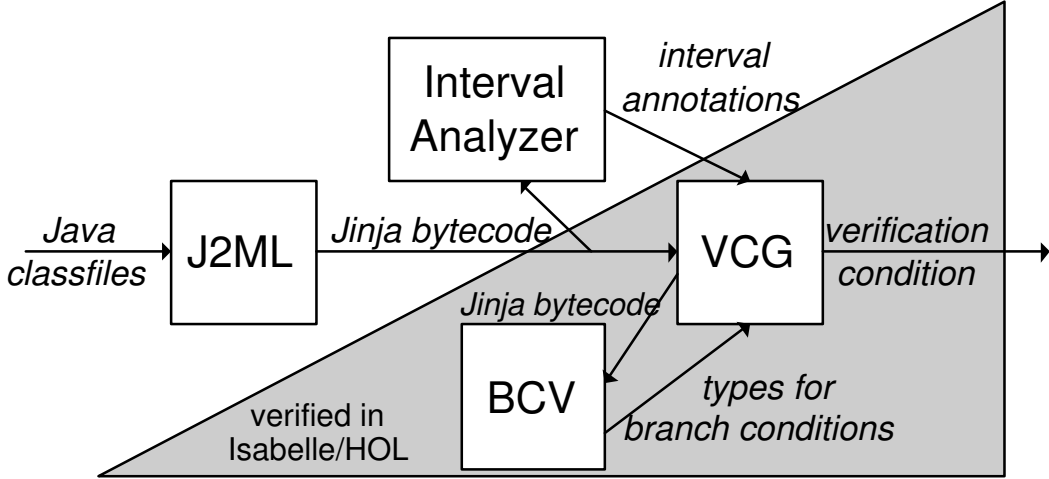 Interval
Analyzer
interval
annotations
Java
classfiles
J2ML
Jinja bytecode
VCG
verification
condition
Jinja bytecode
BCV
types for
branch conditions
verified in
Isabelle/HOL